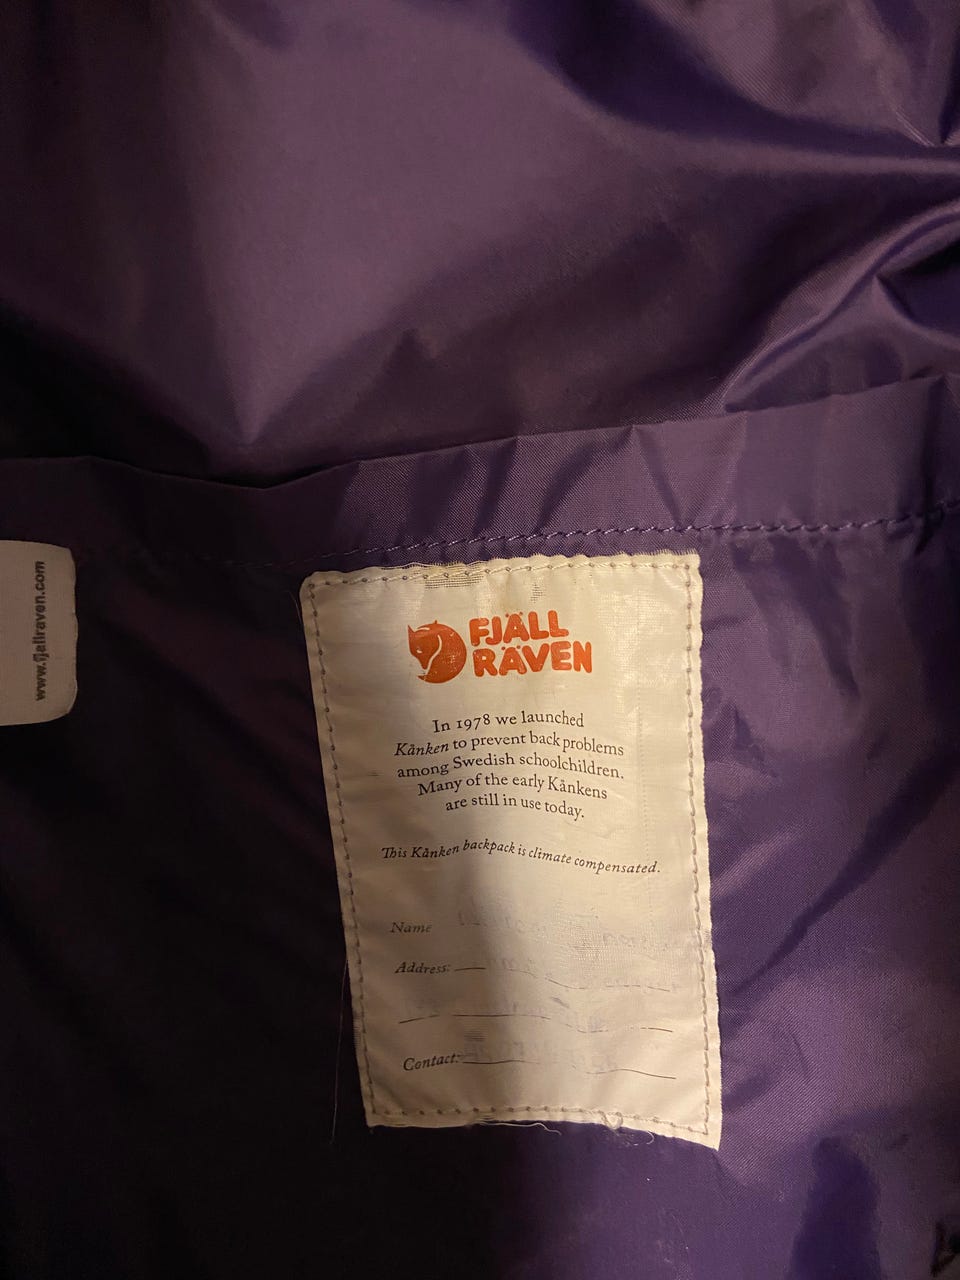 www.fjallraven.com
FJÄLL
RÄVEN
In 1978 we launched
Kånken to prevent back problems
among Swedish schoolchildren.
Many of the early Kånkens
are still in use today.
This Kånken backpack is climate compensated.
Name
Address:
Contact: